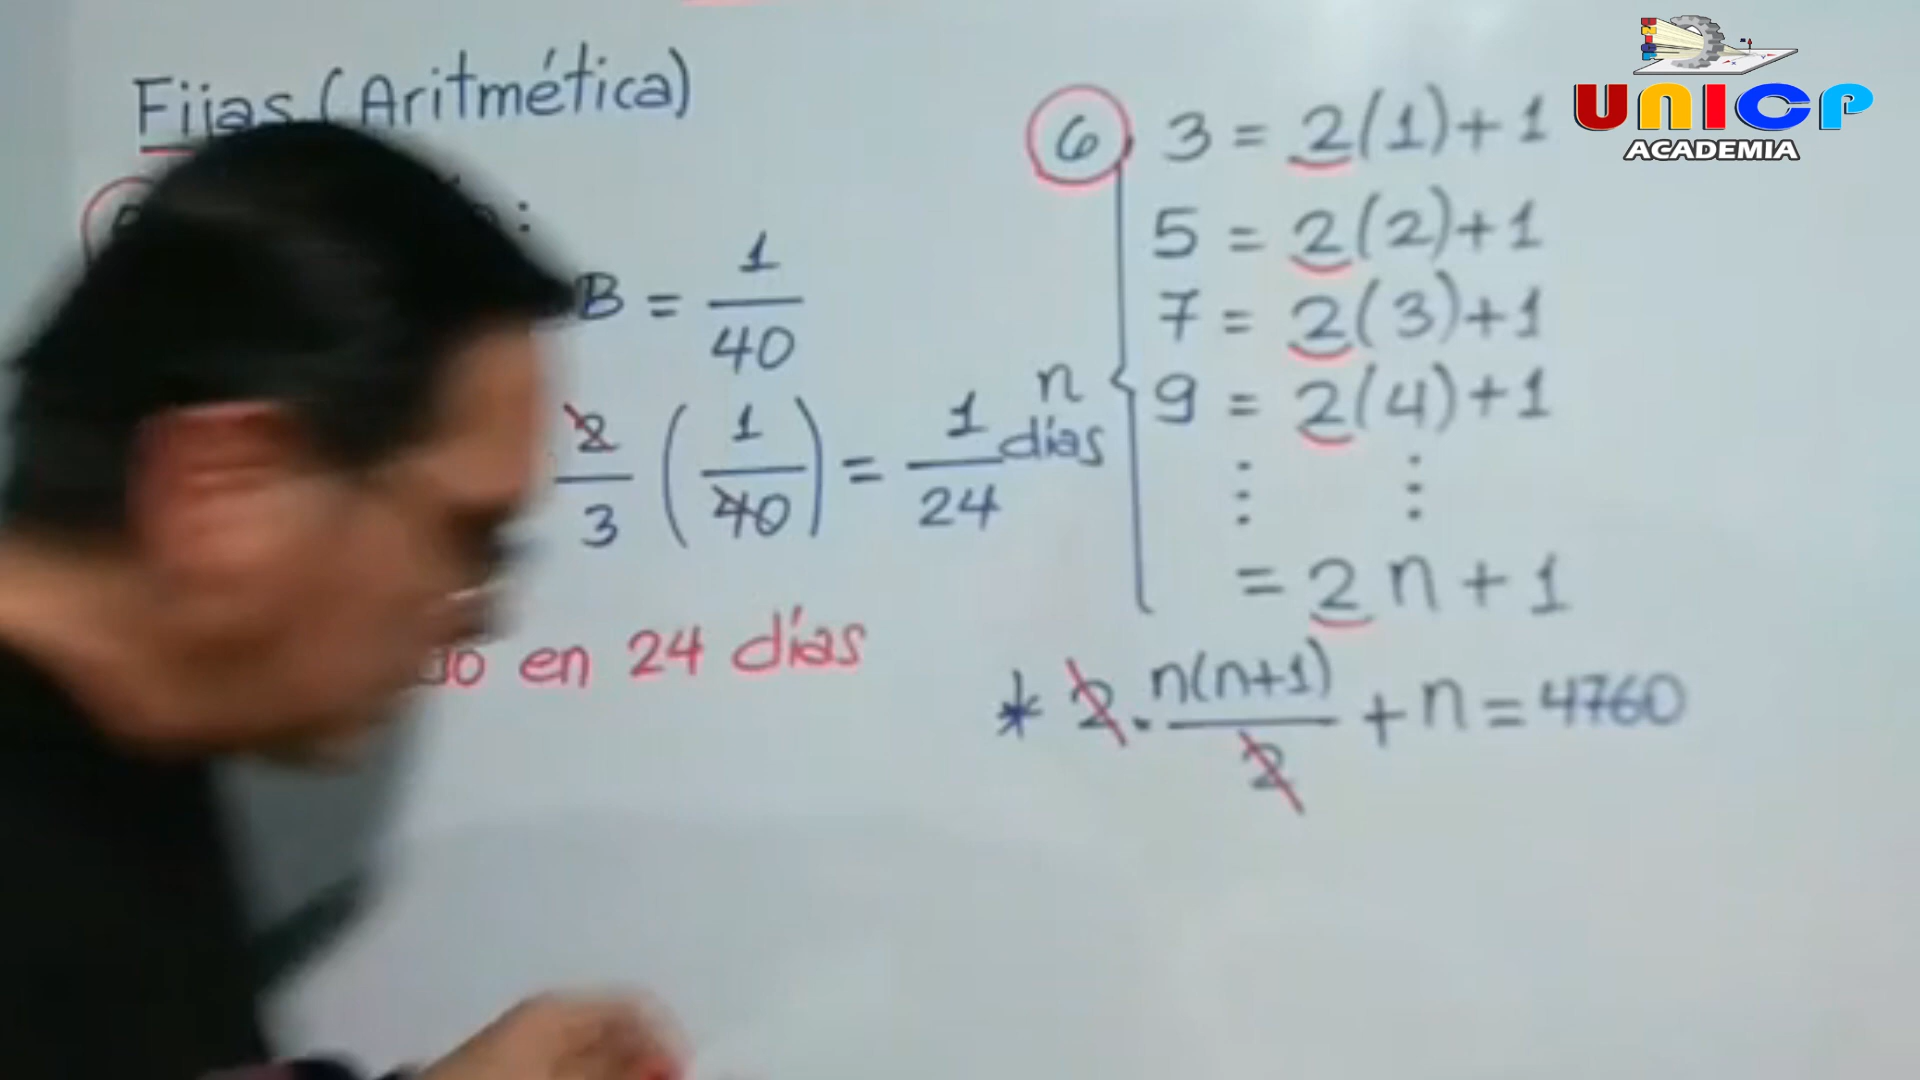 Fijas (Aritmética)
B = 1/40
2/3 (1/40) = 1/24
en 24 días
6. 3 = 2(1)+1
5 = 2(2)+1
7 = 2(3)+1
n días
9 = 2(4)+1
⋮ ⋮
= 2n+1
* 2·n(n+1)/2 + n = 4760
UNICP
ACADEMIA